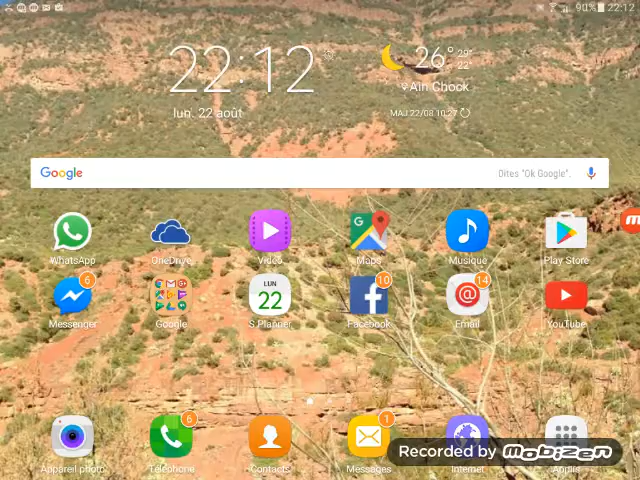 90% 22:12
22:12
26° 29°
22°
Aïn Chock
lun. 22 août
MAJ 22/08 10:27
Google
Dites "Ok Google".
WhatsApp
OneDrive
Vidéo
Maps
Musique
Play Store
6
10
14
LUN
22
Messenger
Google
S Planner
Facebook
Email
YouTube
6
1
Appareil photo
Téléphone
Contacts
Messages
Internet
Applis
Recorded by mobizen